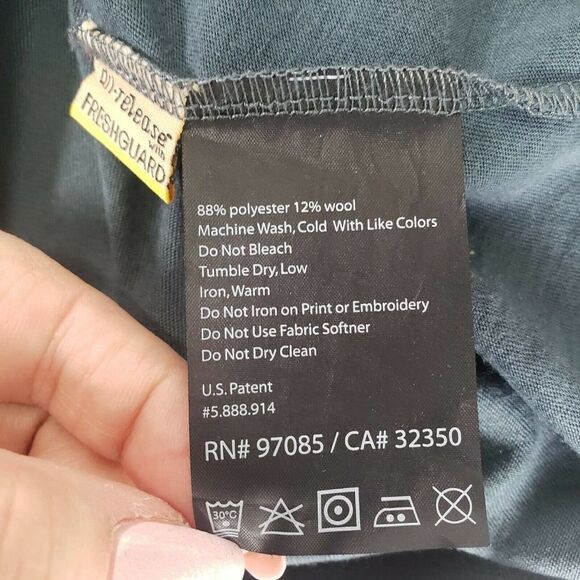 Dri-release
with
FRESHGUARD
88% polyester 12% wool
Machine Wash, Cold With Like Colors
Do Not Bleach
Tumble Dry, Low
Iron, Warm
Do Not Iron on Print or Embroidery
Do Not Use Fabric Softner
Do Not Dry Clean
U.S. Patent
#5.888.914
RN# 97085 / CA# 32350
30°C